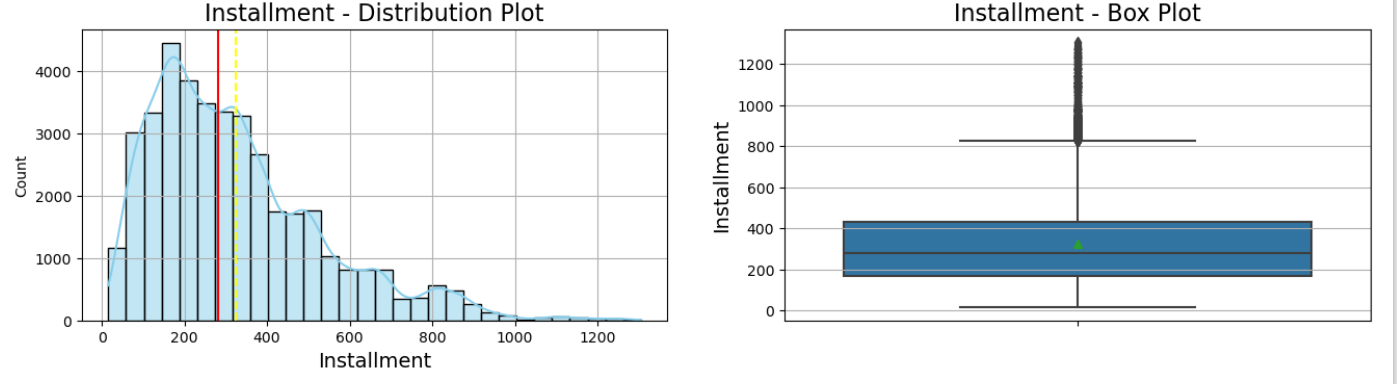 Installment - Distribution Plot
Count
4000
3000
2000
1000
0
0 200 400 600 800 1000 1200
Installment
Installment - Box Plot
Installment
1200
1000
800
600
400
200
0